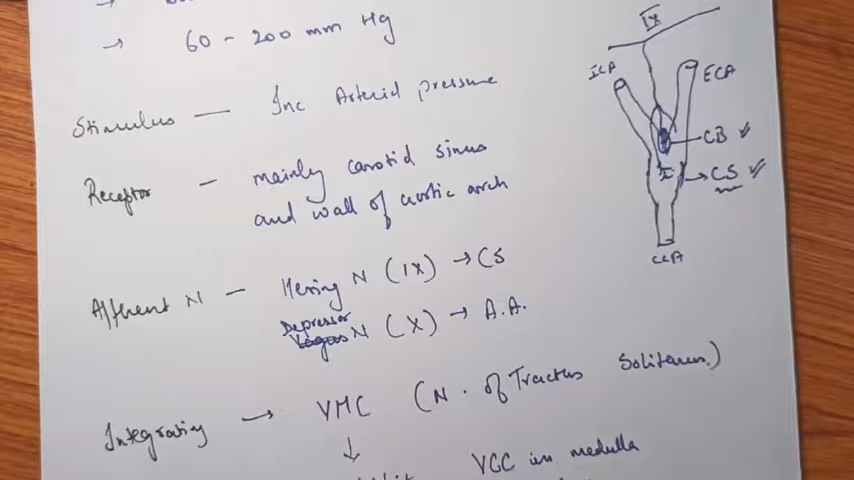 →
→ 60 - 200 mm Hg
Stimulus — Inc Arterial pressure
Receptor — mainly carotid sinus
and wall of aortic arch
Afferent N — Hering N (IX) → CS
Depressor
N (X) → A.A.
Integrating → VMC (N. of Tractus Solitarius.)
↓
VCC in medulla
IX
ICA
ECA
CB ✓
CS ✓
CCA